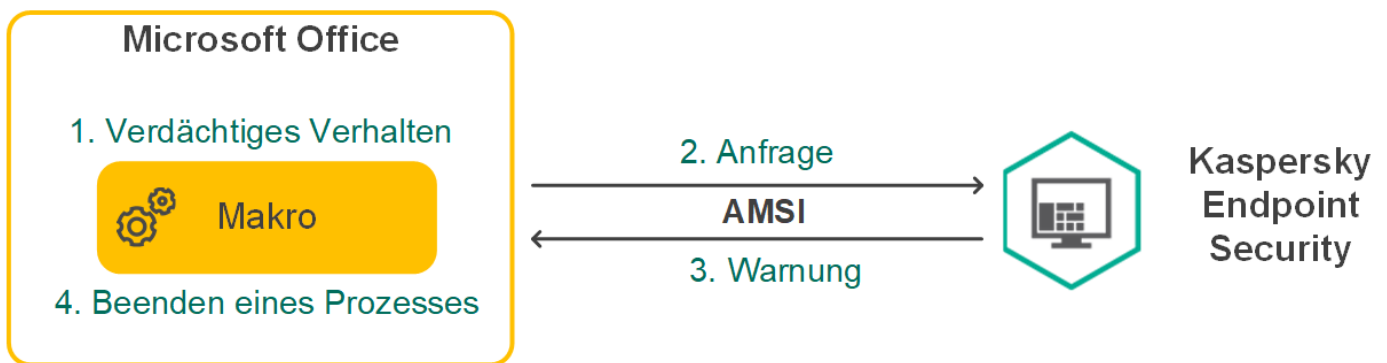 Microsoft Office
1. Verdächtiges Verhalten
Makro
4. Beenden eines Prozesses
2. Anfrage
AMSI
3. Warnung
Kaspersky
Endpoint
Security